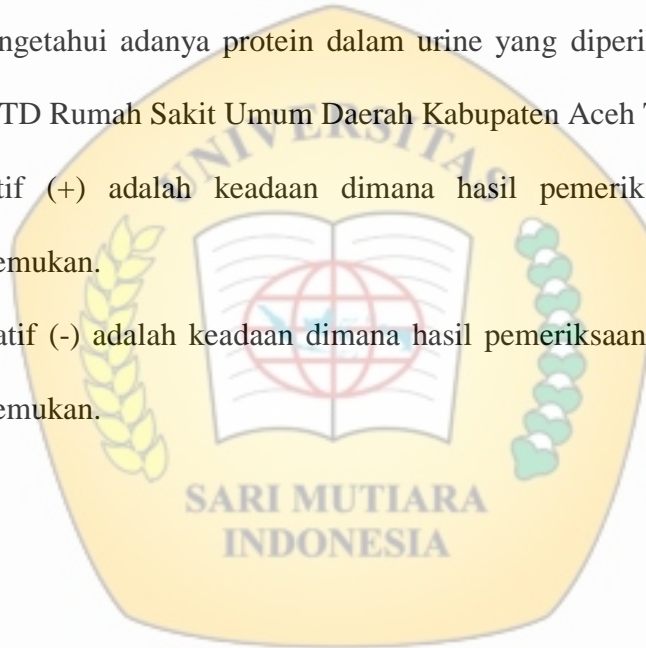 ngetahui adanya protein dalam urine yang diperi
TD Rumah Sakit Umum Daerah Kabupaten Aceh T
UNIVERSITAS
tif (+) adalah keadaan dimana hasil pemerik
emukan.
atif (-) adalah keadaan dimana hasil pemeriksaan
emukan.
SARI MUTIARA
INDONESIA